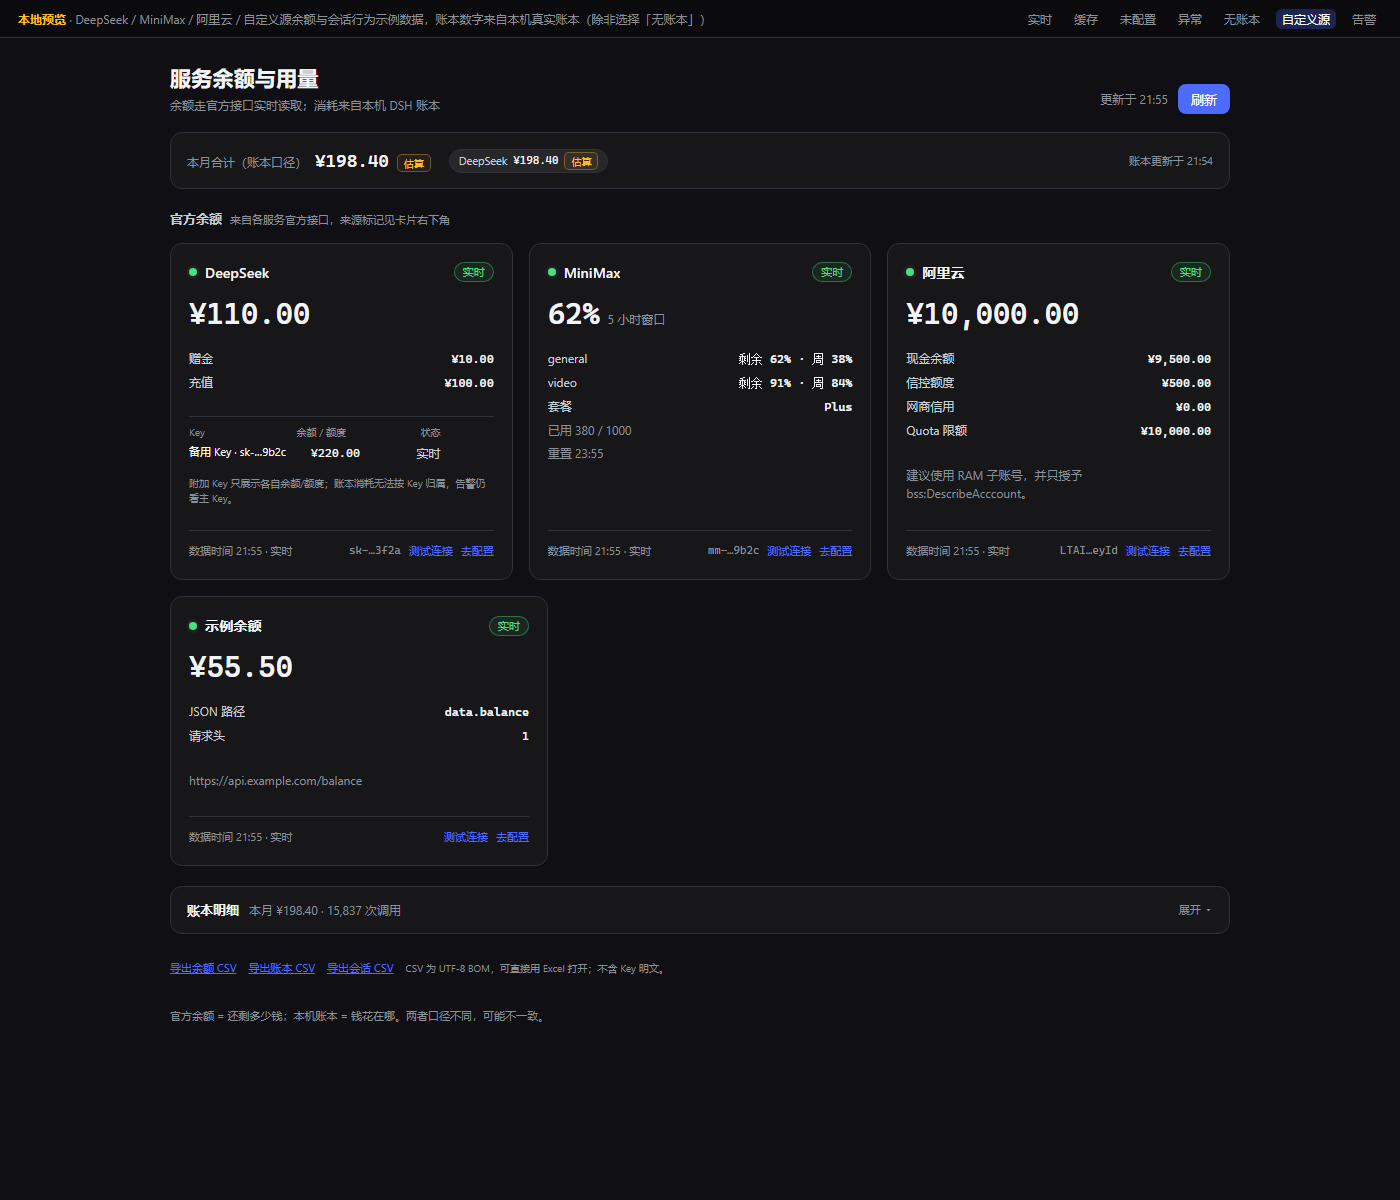 本地预览 · DeepSeek / MiniMax / 阿里云 / 自定义源余额与会话行为示例数据，账本数字来自本机真实账本（除非选择「无账本」）
实时 缓存 未配置 异常 无账本 自定义源 告警
服务余额与用量
余额走官方接口实时读取；消耗来自本机 DSH 账本
更新于 21:55 刷新
本月合计（账本口径） ¥198.40 估算 DeepSeek ¥198.40 估算 账本更新于 21:54
官方余额 来自各服务官方接口，来源标记见卡片右下角
DeepSeek 实时
¥110.00
赠金 ¥10.00
充值 ¥100.00
Key 余额 / 额度 状态
备用 Key · sk-…9b2c ¥220.00 实时
附加 Key 只展示各自余额/额度；账本消耗无法按 Key 归属，告警仍
看主 Key。
数据时间 21:55 · 实时 sk-…3f2a 测试连接 去配置
MiniMax 实时
62% 5 小时窗口
general 剩余 62% · 周 38%
video 剩余 91% · 周 84%
套餐 Plus
已用 380 / 1000
重置 23:55
数据时间 21:55 · 实时 mm-…9b2c 测试连接 去配置
阿里云 实时
¥10,000.00
现金余额 ¥9,500.00
信控额度 ¥500.00
网商信用 ¥0.00
Quota 限额 ¥10,000.00
建议使用 RAM 子账号，并只授予
bss:DescribeAcccount。
数据时间 21:55 · 实时 LTAI…eyId 测试连接 去配置
示例余额 实时
¥55.50
JSON 路径 data.balance
请求头 1
https://api.example.com/balance
数据时间 21:55 · 实时 测试连接 去配置
账本明细 本月 ¥198.40 · 15,837 次调用 展开
导出余额 CSV 导出账本 CSV 导出会话 CSV CSV 为 UTF-8 BOM，可直接用 Excel 打开；不含 Key 明文。
官方余额 = 还剩多少钱；本机账本 = 钱花在哪。两者口径不同，可能不一致。